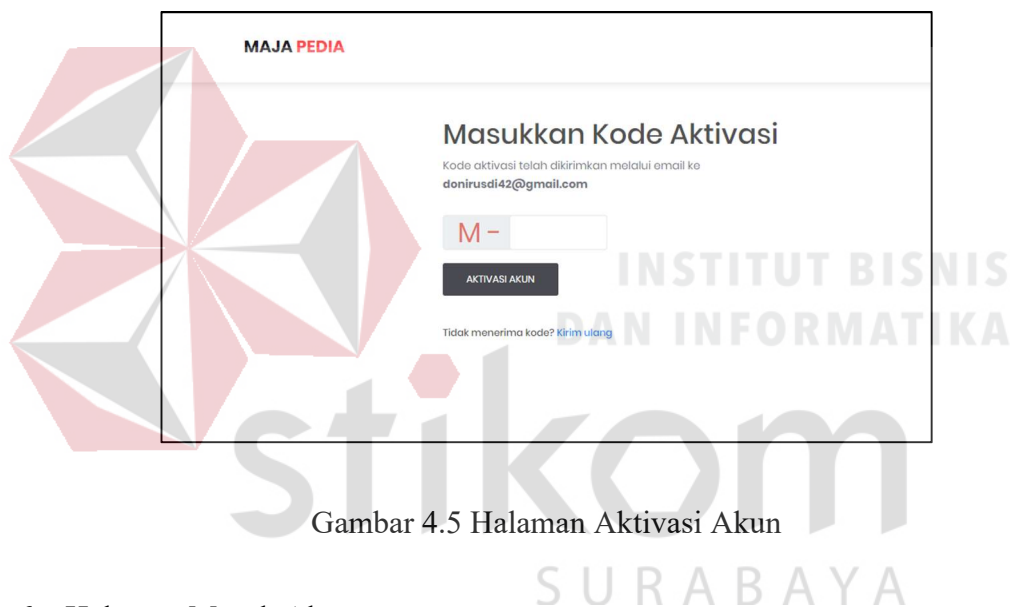 MAJA PEDIA
Masukkan Kode Aktivasi
Kode aktivasi telah dikirimkan melalui email ke
donirusdi42@gmail.com
M -
AKTIVASI AKUN
Tidak menerima kode? Kirim ulang
INSTITUT BISNIS
DAN INFORMATIKA
stikom
SURABAYA
Gambar 4.5 Halaman Aktivasi Akun